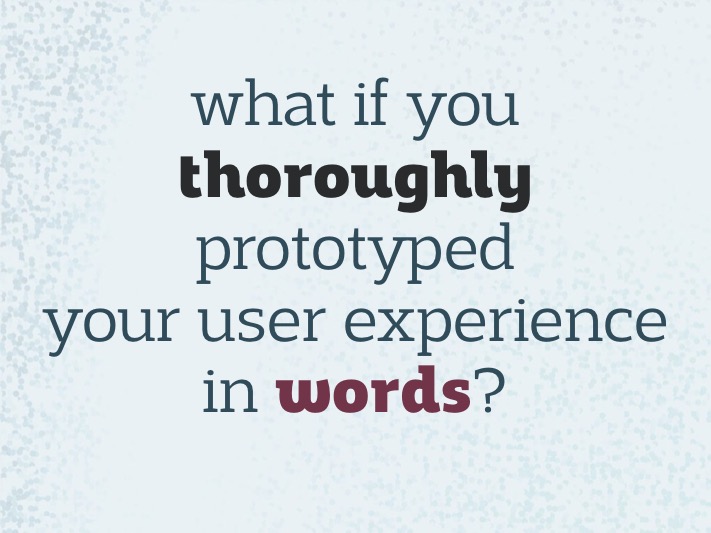 what if you
thoroughly
prototyped
your user experience
in words?